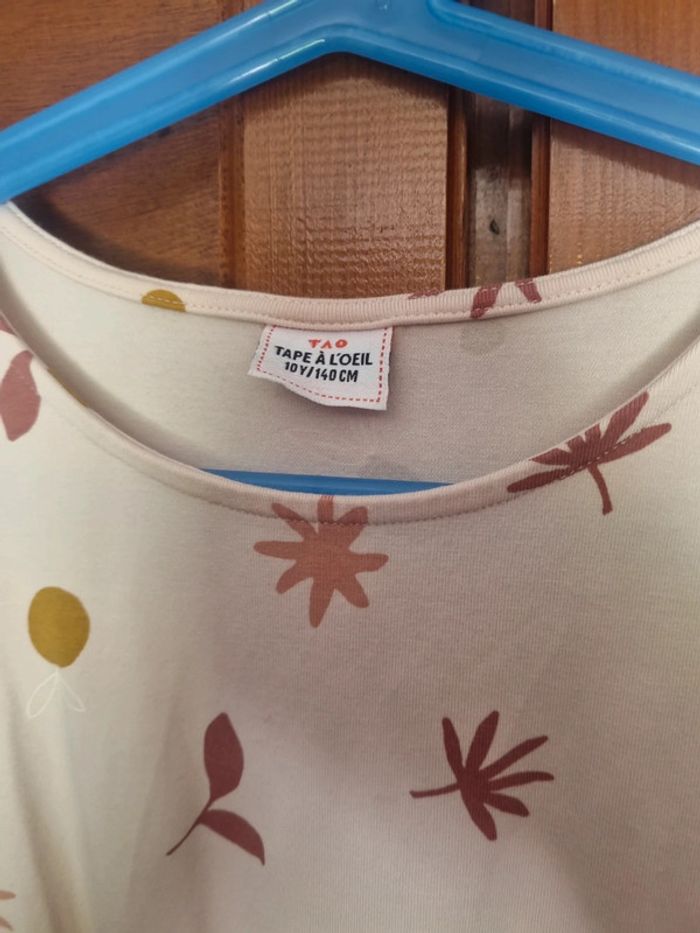 TAO
TAPE À L'OEIL
10Y/140CM